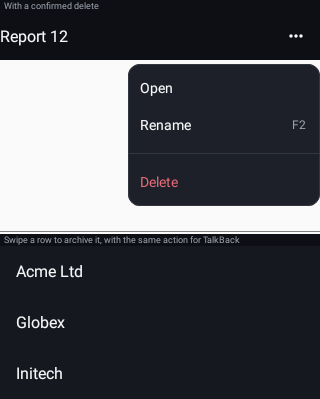 With a confirmed delete
Report 12
Open
Rename F2
Delete
Swipe a row to archive it, with the same action for TalkBack
Acme Ltd
Globex
Initech